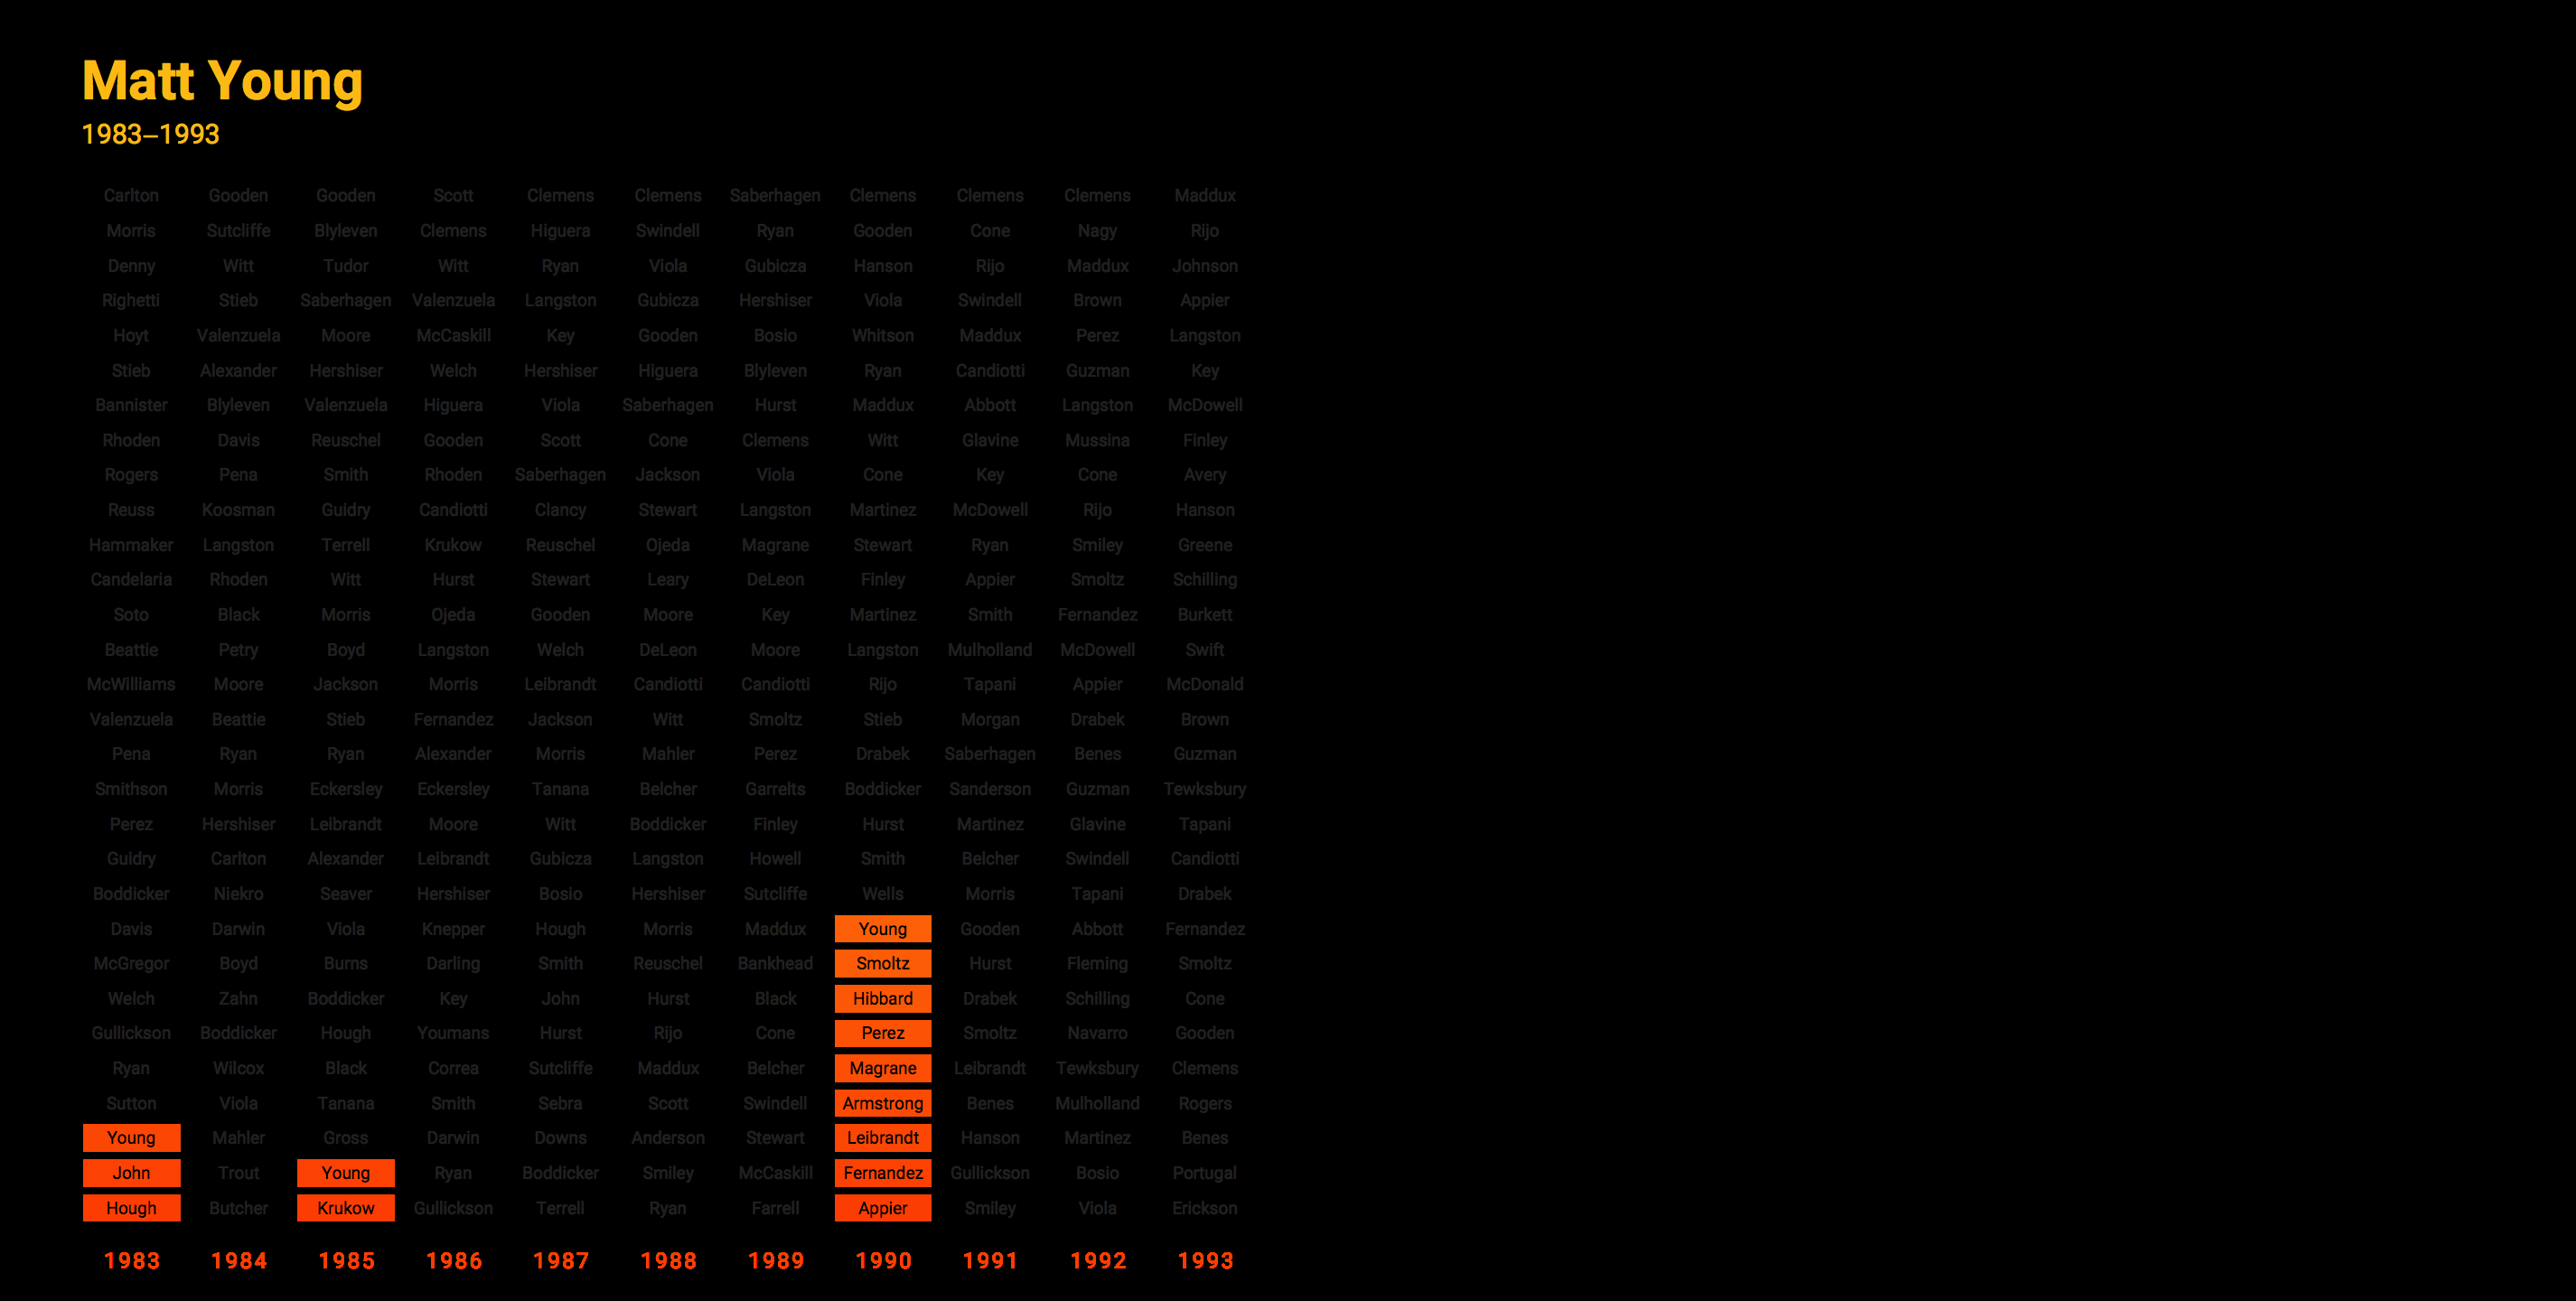 Matt Young
1983–1993
Carlton Gooden Gooden Scott Clemens Clemens Saberhagen Clemens Clemens Clemens Maddux
Morris Sutcliffe Blyleven Clemens Higuera Swindell Ryan Gooden Cone Nagy Rijo
Denny Witt Tudor Witt Ryan Viola Gubicza Hanson Rijo Maddux Johnson
Righetti Stieb Saberhagen Valenzuela Langston Gubicza Hershiser Viola Swindell Brown Appier
Hoyt Valenzuela Moore McCaskill Key Gooden Bosio Whitson Maddux Perez Langston
Stieb Alexander Hershiser Welch Hershiser Higuera Blyleven Ryan Candiotti Guzman Key
Bannister Blyleven Valenzuela Higuera Viola Saberhagen Hurst Maddux Abbott Langston McDowell
Rhoden Davis Reuschel Gooden Scott Cone Clemens Witt Glavine Mussina Finley
Rogers Pena Smith Rhoden Saberhagen Jackson Viola Cone Key Cone Avery
Reuss Koosman Guidry Candiotti Clancy Stewart Langston Martinez McDowell Rijo Hanson
Hammaker Langston Terrell Krukow Reuschel Ojeda Magrane Stewart Ryan Smiley Greene
Candelaria Rhoden Witt Hurst Stewart Leary DeLeon Finley Appier Smoltz Schilling
Soto Black Morris Ojeda Gooden Moore Key Martinez Smith Fernandez Burkett
Beattie Petry Boyd Langston Welch DeLeon Moore Langston Mulholland McDowell Swift
McWilliams Moore Jackson Morris Leibrandt Candiotti Candiotti Rijo Tapani Appier McDonald
Valenzuela Beattie Stieb Fernandez Jackson Witt Smoltz Stieb Morgan Drabek Brown
Pena Ryan Ryan Alexander Morris Mahler Perez Drabek Saberhagen Benes Guzman
Smithson Morris Eckersley Eckersley Tanana Belcher Garrelts Boddicker Sanderson Guzman Tewksbury
Perez Hershiser Leibrandt Moore Witt Boddicker Finley Hurst Martinez Glavine Tapani
Guidry Carlton Alexander Leibrandt Gubicza Langston Howell Smith Belcher Swindell Candiotti
Boddicker Niekro Seaver Hershiser Bosio Hershiser Sutcliffe Wells Morris Tapani Drabek
Davis Darwin Viola Knepper Hough Morris Maddux Young Gooden Abbott Fernandez
McGregor Boyd Burns Darling Smith Reuschel Bankhead Smoltz Hurst Fleming Smoltz
Welch Zahn Boddicker Key John Hurst Black Hibbard Drabek Schilling Cone
Gullickson Boddicker Hough Youmans Hurst Rijo Cone Perez Smoltz Navarro Gooden
Ryan Wilcox Black Correa Sutcliffe Maddux Belcher Magrane Leibrandt Tewksbury Clemens
Sutton Viola Tanana Smith Sebra Scott Swindell Armstrong Benes Mulholland Rogers
Young Mahler Gross Darwin Downs Anderson Stewart Leibrandt Hanson Martinez Benes
John Trout Young Ryan Boddicker Smiley McCaskill Fernandez Gullickson Bosio Portugal
Hough Butcher Krukow Gullickson Terrell Ryan Farrell Appier Smiley Viola Erickson
1983 1984 1985 1986 1987 1988 1989 1990 1991 1992 1993